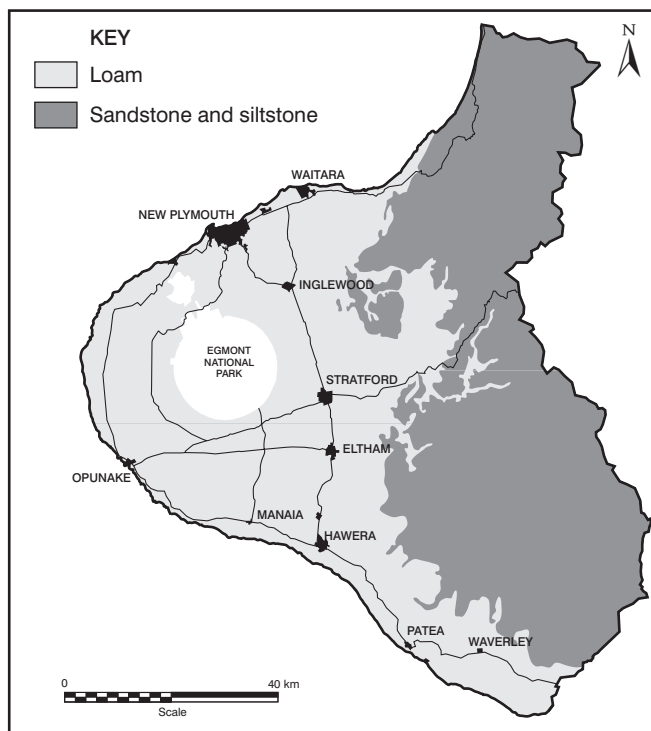 KEY
Loam
Sandstone and siltstone
N
WAITARA
NEW PLYMOUTH
INGLEWOOD
EGMONT
NATIONAL
PARK
STRATFORD
ELTHAM
OPUNAKE
MANAIA
HAWERA
PATEA
WAVERLEY
0 40 km
Scale